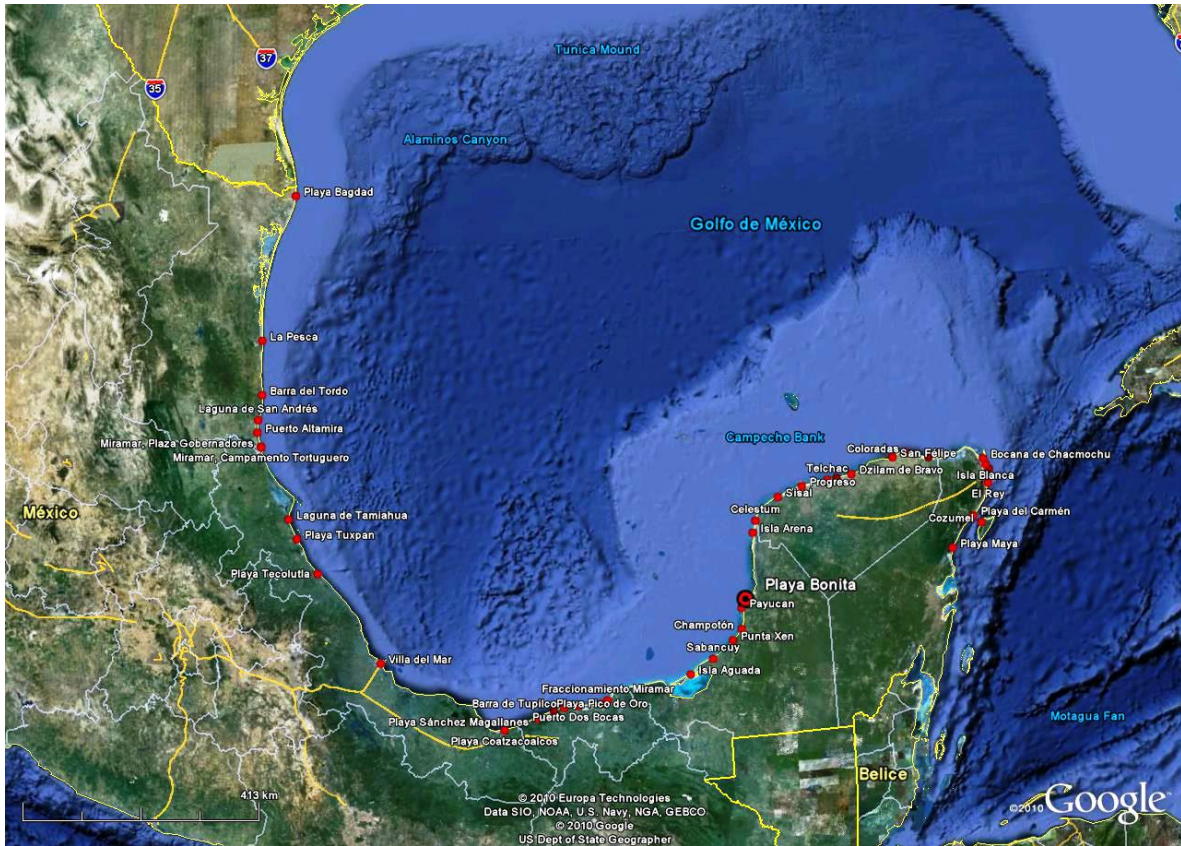 Tunica Mound
37
35
Alaminos Canyon
Playa Bagdad
Golfo de México
La Pesca
Barra del Tordo
Laguna de San Andrés
Puerto Altamira
Miramar, Plaza Gobernadores
Miramar, Campamento Tortuguero
Campeche Bank
Coloradas
San Félipe
Bocana de Chacmochu
Telchac
Dzilam de Bravo
Isla Blanca
Progreso
El Rey
Sisal
México
Laguna de Tamiahua
Celestum
Cozumel
Playa del Carmén
Isla Arena
Playa Tuxpan
Playa Maya
Playa Tecolutla
Playa Bonita
Payucan
Champotón
Punta Xen
Sabancuy
Villa del Mar
Isla Aguada
Fraccionamiento Miramar
Barra de Tupilco
Playa Pico de Oro
Playa Sánchez Magallanes
Puerto Dos Bocas
Motagua Fan
Playa Coatzacoalcos
Belice
413 km
© 2010 Europa Technologies
Data SIO, NOAA, U.S. Navy, NGA, GEBCO
© 2010 Google
US Dept of State Geographer
©2010 Google™